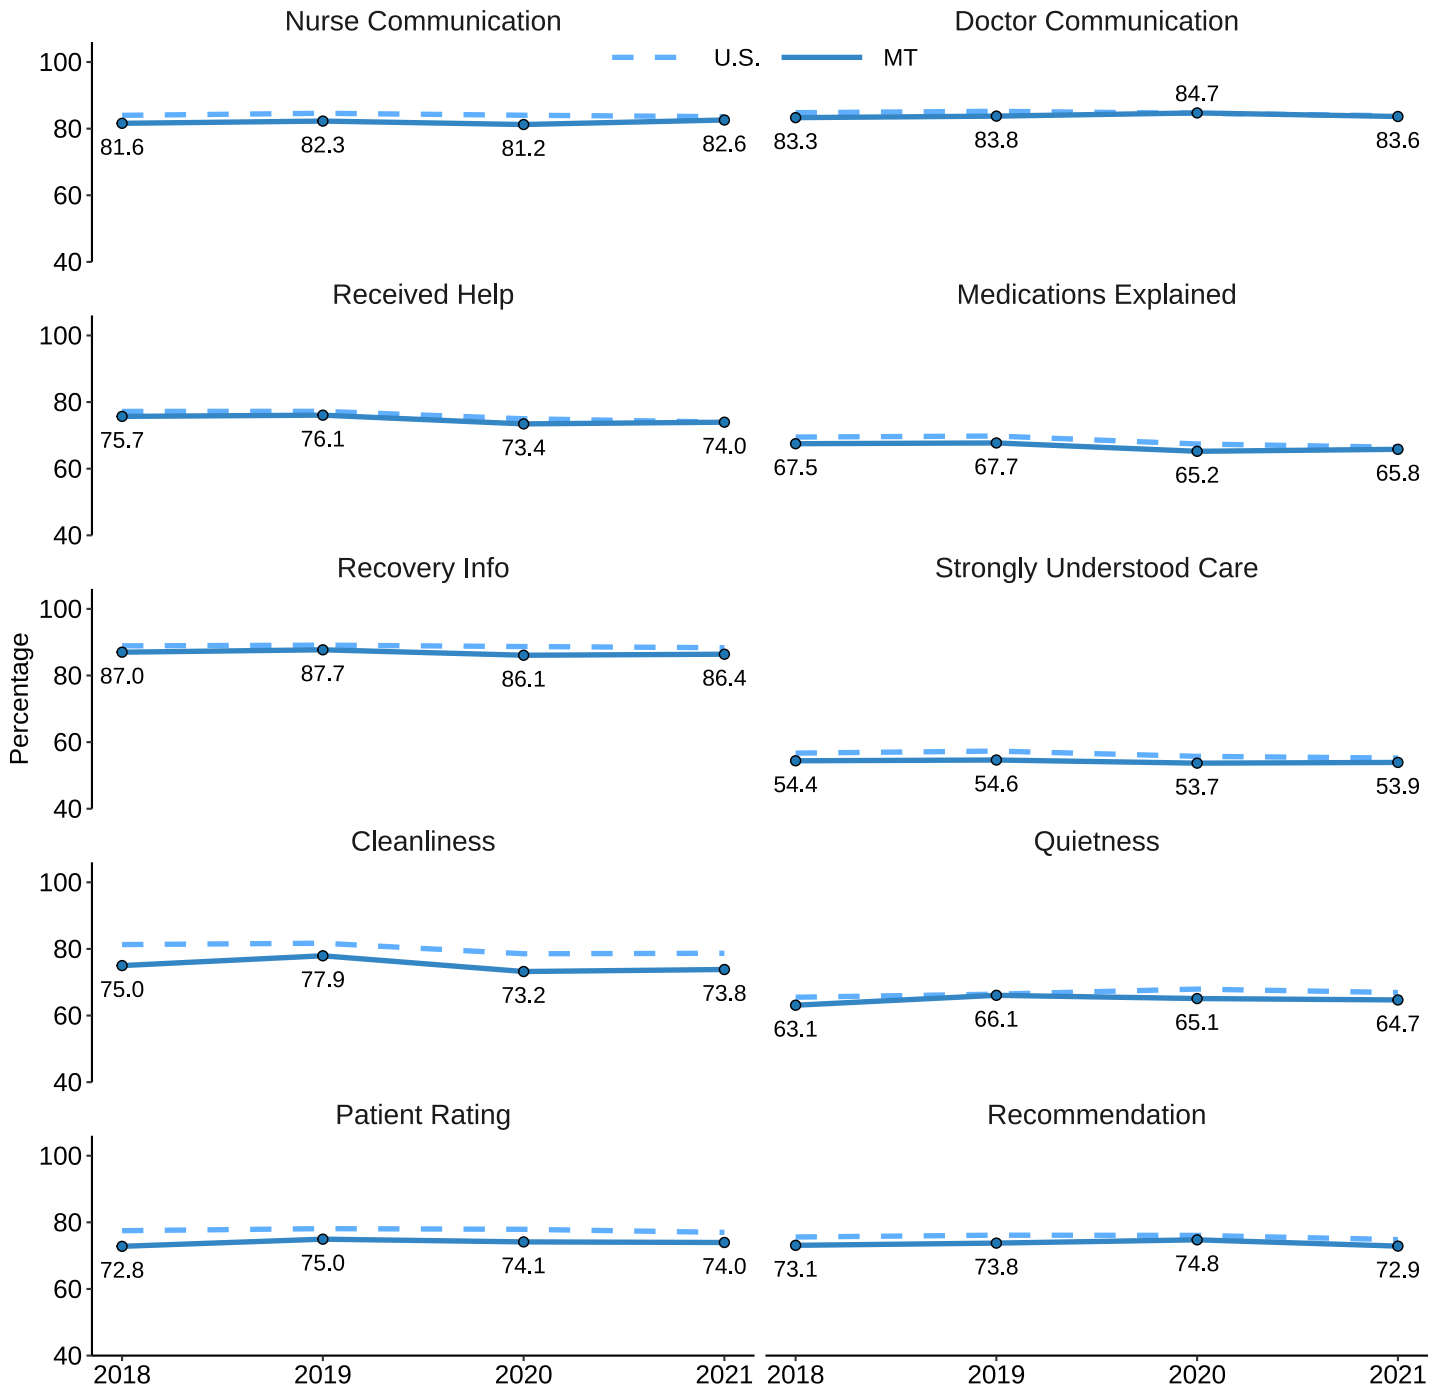 Nurse Communication
Doctor Communication
U.S. MT
100
80
60
40
81.6 82.3 81.2 82.6
83.3 83.8 84.7 83.6
Received Help
Medications Explained
100
80
60
40
75.7 76.1 73.4 74.0
67.5 67.7 65.2 65.8
Recovery Info
Strongly Understood Care
Percentage
100
80
60
40
87.0 87.7 86.1 86.4
54.4 54.6 53.7 53.9
Cleanliness
Quietness
100
80
60
40
75.0 77.9 73.2 73.8
63.1 66.1 65.1 64.7
Patient Rating
Recommendation
100
80
60
40
72.8 75.0 74.1 74.0
73.1 73.8 74.8 72.9
2018 2019 2020 2021
2018 2019 2020 2021